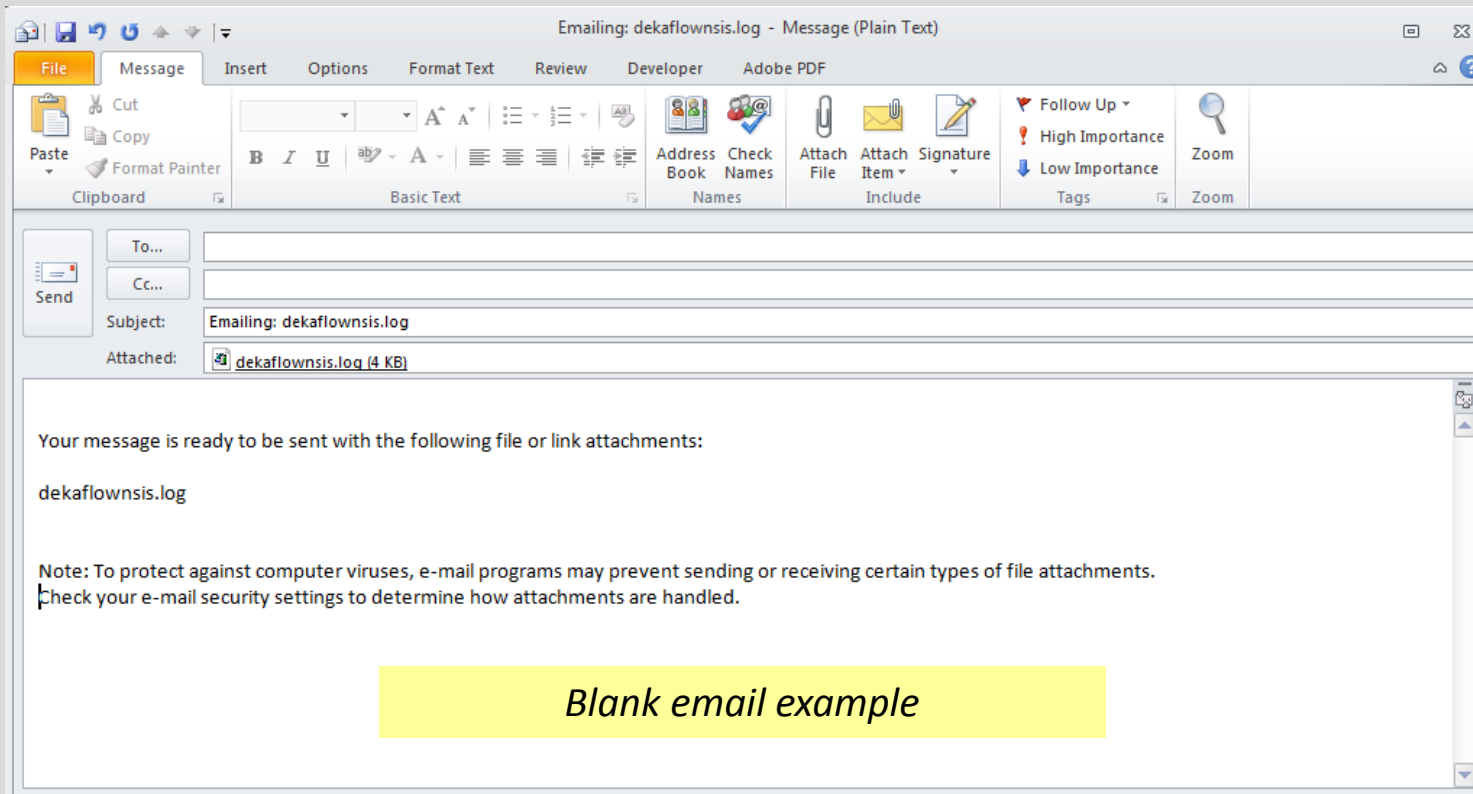 Emailing: dekaflownsis.log - Message (Plain Text)
File Message Insert Options Format Text Review Developer Adobe PDF
Paste
Cut
Copy
Format Painter
Clipboard
B I U
Basic Text
Address Book
Check Names
Names
Attach File
Attach Item
Signature
Include
Follow Up
High Importance
Low Importance
Tags
Zoom
Zoom
Send
To...
Cc...
Subject: Emailing: dekaflownsis.log
Attached: dekaflownsis.log (4 KB)
Your message is ready to be sent with the following file or link attachments:
dekaflownsis.log
Note: To protect against computer viruses, e-mail programs may prevent sending or receiving certain types of file attachments.
Check your e-mail security settings to determine how attachments are handled.
Blank email example